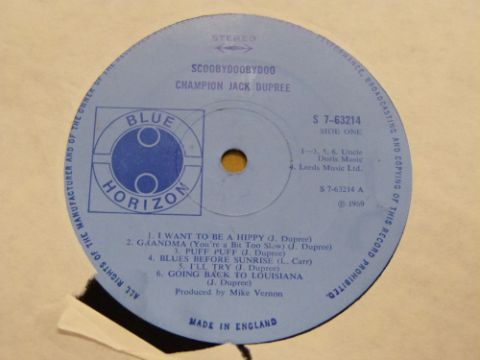 STEREO
SCOOBYDOOBYDOO
CHAMPION JACK DUPREE
S 7-63214
SIDE ONE
1—3, 5, 6. Uncle
Doris Music
4. Leeds Music Ltd.
S 7-63214 A
℗ 1969
BLUE
HORIZON
1. I WANT TO BE A HIPPY (J. Dupree)
2. GRANDMA (You're a Bit Too Slow) (J. Dupree)
3. PUFF PUFF (J. Dupree)
4. BLUES BEFORE SUNRISE (L. Carr)
5. I'LL TRY (J. Dupree)
6. GOING BACK TO LOUISIANA
(J. Dupree)
Produced by Mike Vernon
ALL RIGHTS OF THE MANUFACTURER AND OF THE OWNER OF THE
PERFORMANCE, BROADCASTING AND COPYING OF THIS RECORD PROHIBITED.
MADE IN ENGLAND